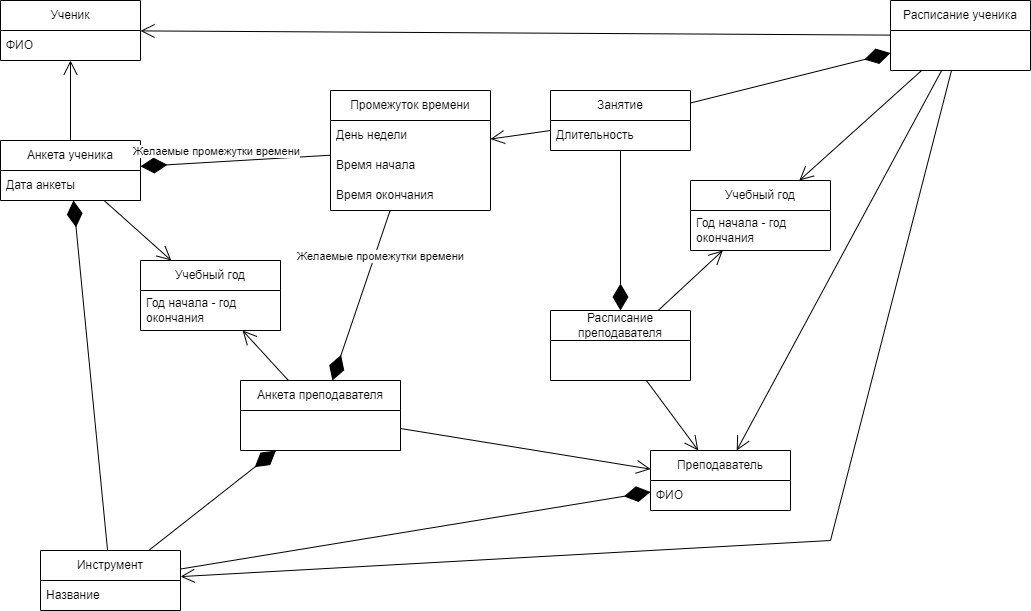 Ученик
ФИО
Расписание ученика
Промежуток времени
День недели
Время начала
Время окончания
Занятие
Длительность
Анкета ученика
Дата анкеты
Желаемые промежутки времени
Учебный год
Год начала - год
окончания
Желаемые промежутки времени
Учебный год
Год начала - год
окончания
Расписание
преподавателя
Анкета преподавателя
Преподаватель
ФИО
Инструмент
Название